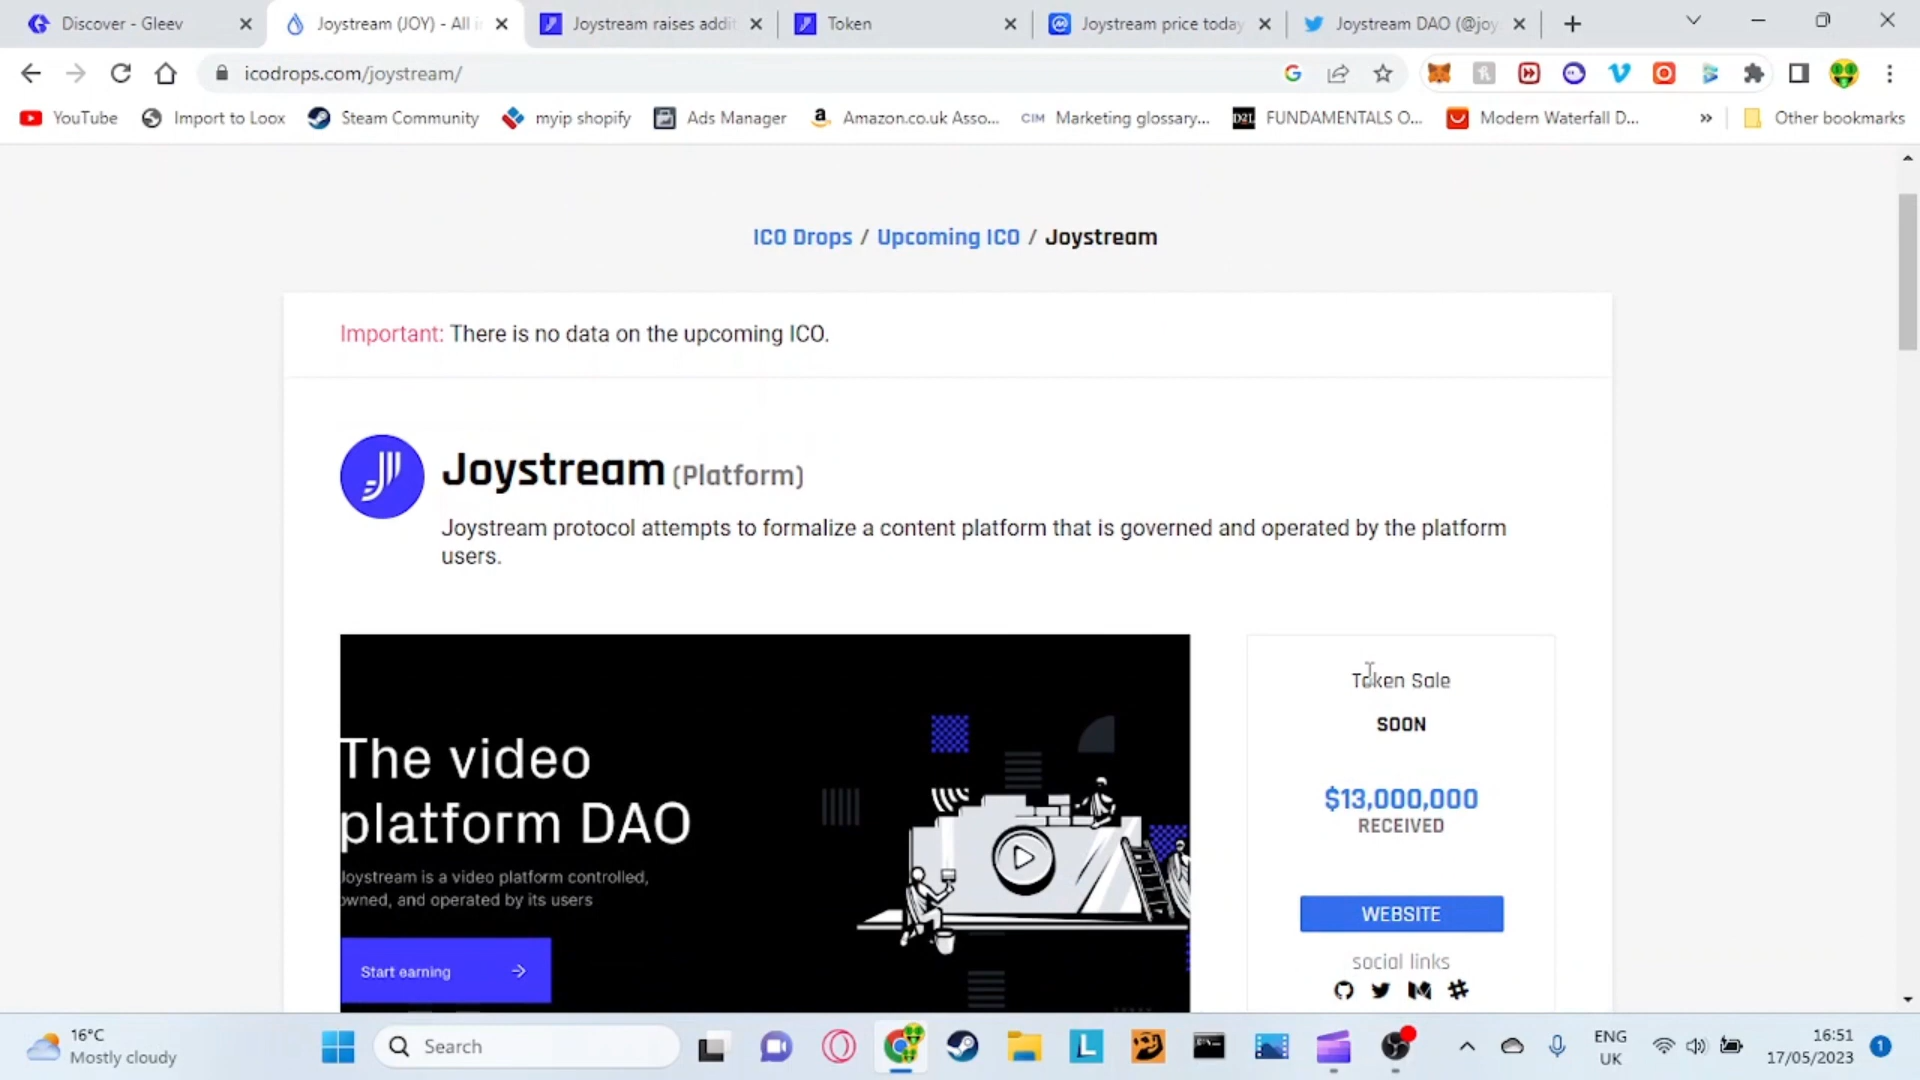 Discover - Gleev
Joystream (JOY) - All i
Joystream raises addit
Token
Joystream price today
Joystream DAO (@joy
icodrops.com/joystream/
YouTube
Import to Loox
Steam Community
myip shopify
Ads Manager
Amazon.co.uk Asso...
CIM Marketing glossary...
FUNDAMENTALS O...
Modern Waterfall D...
»
Other bookmarks
ICO Drops / Upcoming ICO / Joystream
Important: There is no data on the upcoming ICO.
Joystream (Platform)
Joystream protocol attempts to formalize a content platform that is governed and operated by the platform
users.
The video
platform DAO
Joystream is a video platform controlled,
owned, and operated by its users
Start earning
Token Sale
SOON
$13,000,000
RECEIVED
WEBSITE
social links
16°C
Mostly cloudy
Search
ENG
UK
16:51
17/05/2023
1